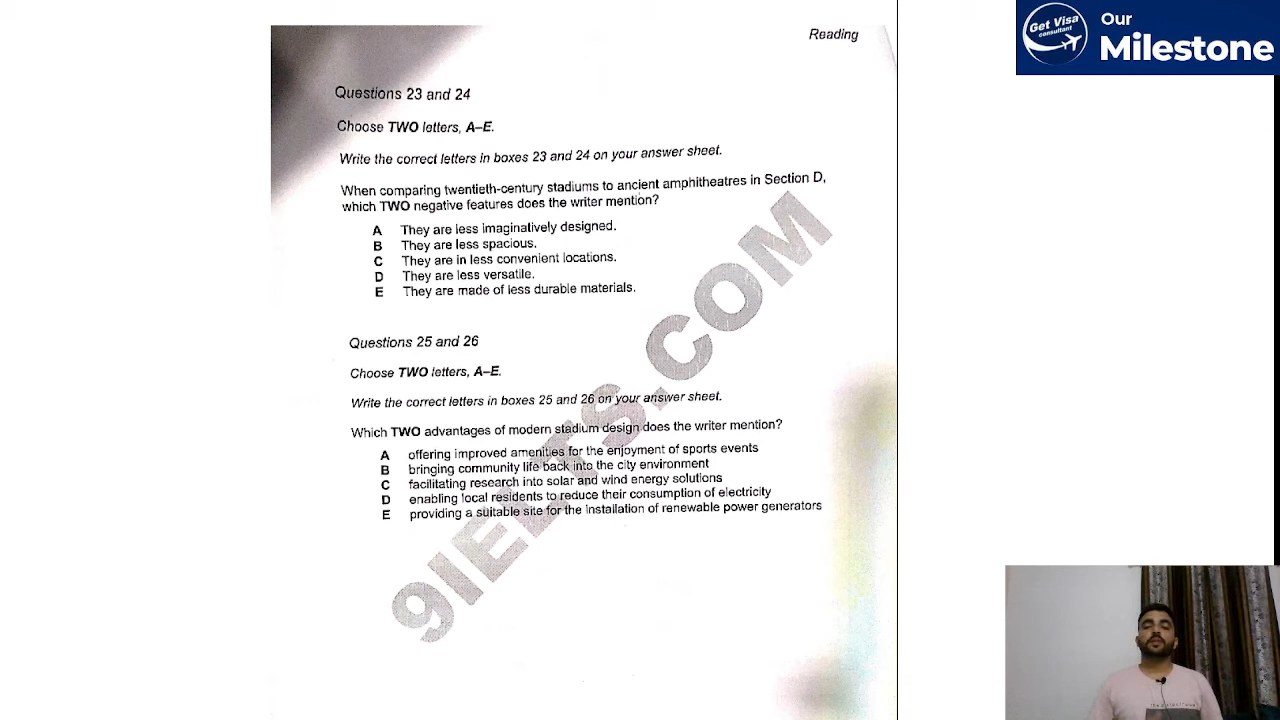 Get Visa
consultant
Our
Milestone
Reading
Questions 23 and 24
Choose TWO letters, A–E.
Write the correct letters in boxes 23 and 24 on your answer sheet.
When comparing twentieth-century stadiums to ancient amphitheatres in Section D,
which TWO negative features does the writer mention?
A They are less imaginatively designed.
B They are less spacious.
C They are in less convenient locations.
D They are less versatile.
E They are made of less durable materials.
Questions 25 and 26
Choose TWO letters, A–E.
Write the correct letters in boxes 25 and 26 on your answer sheet.
Which TWO advantages of modern stadium design does the writer mention?
A offering improved amenities for the enjoyment of sports events
B bringing community life back into the city environment
C facilitating research into solar and wind energy solutions
D enabling local residents to reduce their consumption of electricity
E providing a suitable site for the installation of renewable power generators
9IELTS.COM